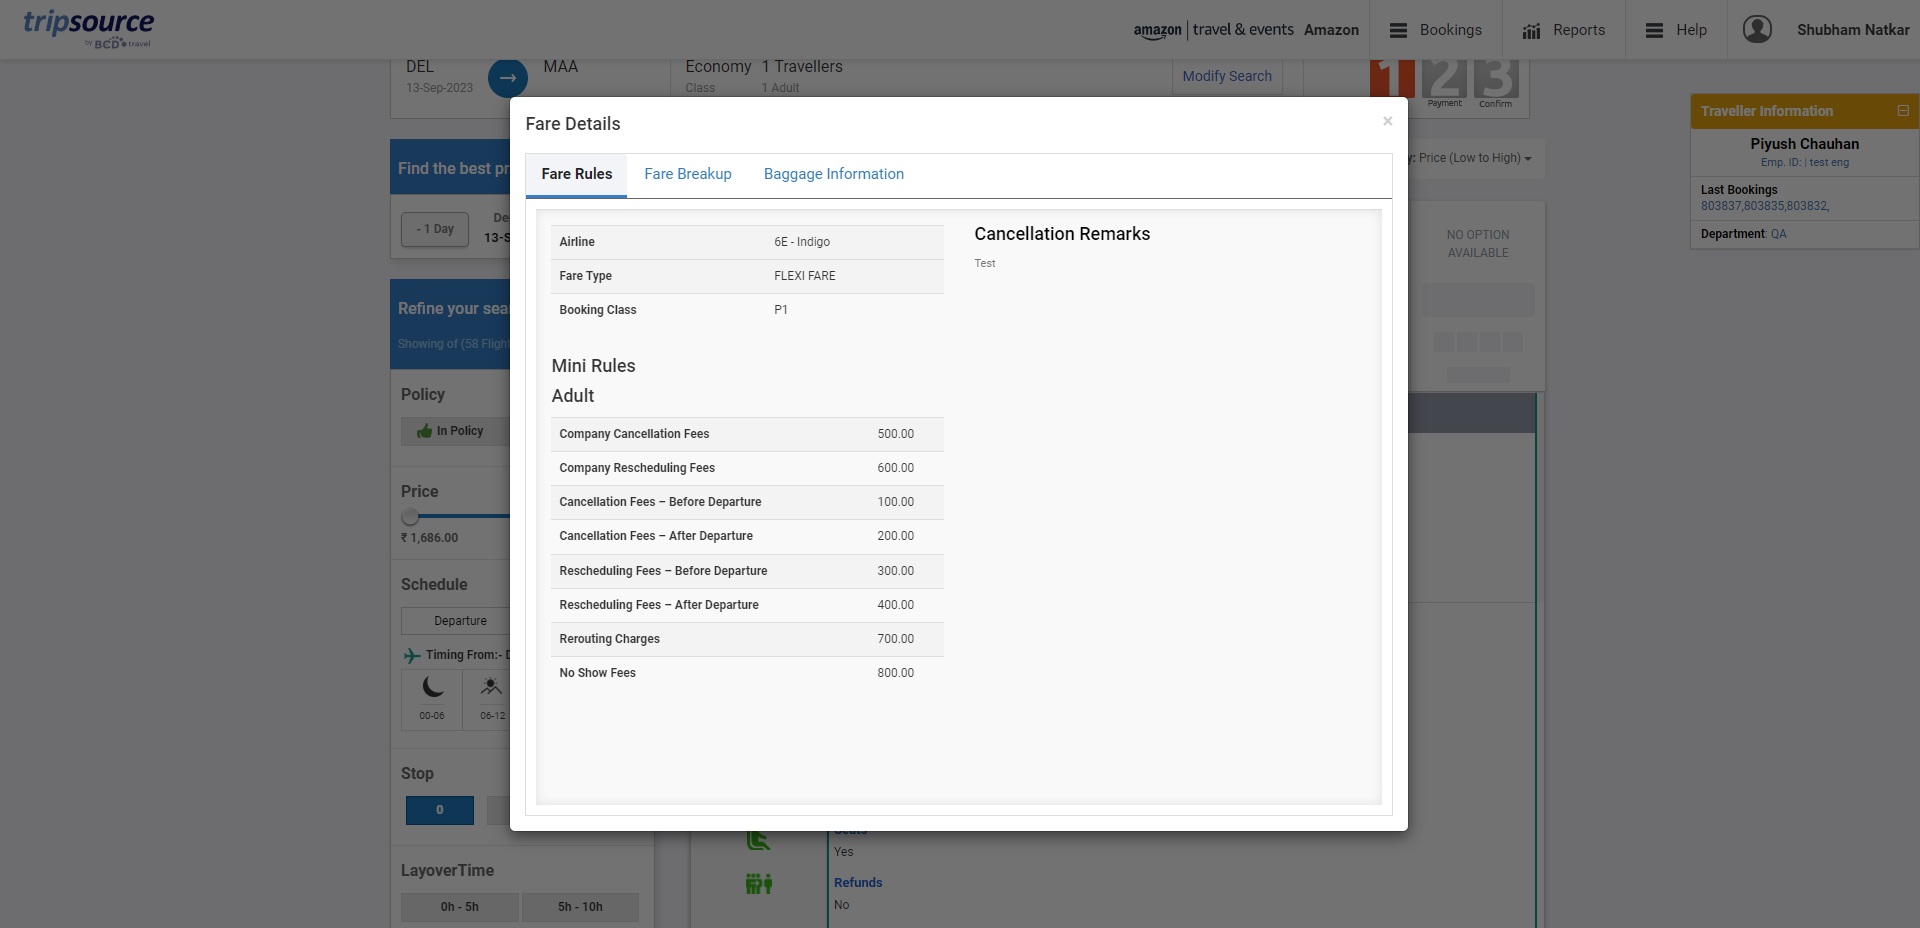 tripsource
by BCD travel
amazon | travel & events Amazon
Bookings
Reports
Help
Shubham Natkar
DEL
13-Sep-2023
MAA
Economy
Class
1 Travellers
1 Adult
Modify Search
1 2 3
Payment
Confirm
Traveller Information
Piyush Chauhan
Emp. ID: | test eng
Last Bookings
803837,803835,803832,
Department: QA
Find the best pr
- 1 Day
De
13-S
y: Price (Low to High)
NO OPTION
AVAILABLE
Refine your sea
Showing of (58 Flight
Policy
In Policy
Price
₹ 1,686.00
Schedule
Departure
Timing From:- D
00-06
06-12
Stop
0
LayoverTime
0h - 5h
5h - 10h
Fare Details
×
Fare Rules
Fare Breakup
Baggage Information
Airline 6E - Indigo
Fare Type FLEXI FARE
Booking Class P1
Cancellation Remarks
Test
Mini Rules
Adult
Company Cancellation Fees 500.00
Company Rescheduling Fees 600.00
Cancellation Fees – Before Departure 100.00
Cancellation Fees – After Departure 200.00
Rescheduling Fees – Before Departure 300.00
Rescheduling Fees – After Departure 400.00
Rerouting Charges 700.00
No Show Fees 800.00
Seats
Yes
Refunds
No